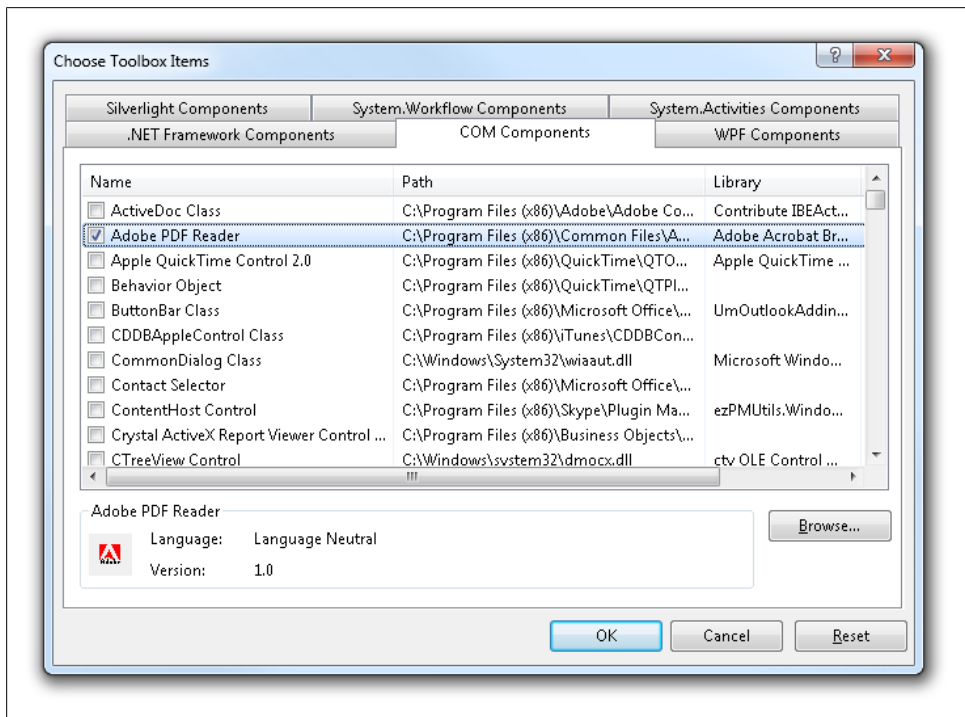 Choose Toolbox Items
Silverlight Components System.Workflow Components System.Activities Components
.NET Framework Components COM Components WPF Components
Name Path Library
ActiveDoc Class C:\Program Files (x86)\Adobe\Adobe Co... Contribute IBEAct...
Adobe PDF Reader C:\Program Files (x86)\Common Files\A... Adobe Acrobat Br...
Apple QuickTime Control 2.0 C:\Program Files (x86)\QuickTime\QTO... Apple QuickTime ...
Behavior Object C:\Program Files (x86)\QuickTime\QTPI...
ButtonBar Class C:\Program Files (x86)\Microsoft Office\... UmOutlookAddin...
CDDBAppleControl Class C:\Program Files (x86)\iTunes\CDDBCon...
CommonDialog Class C:\Windows\System32\wiaaut.dll Microsoft Windo...
Contact Selector C:\Program Files (x86)\Microsoft Office\...
ContentHost Control C:\Program Files (x86)\Skype\Plugin Ma... ezPMUtils.Windo...
Crystal ActiveX Report Viewer Control ... C:\Program Files (x86)\Business Objects\...
CTreeView Control C:\Windows\system32\dmocx.dll ctv OLE Control ...
Adobe PDF Reader
Language: Language Neutral
Version: 1.0
Browse...
OK Cancel Reset